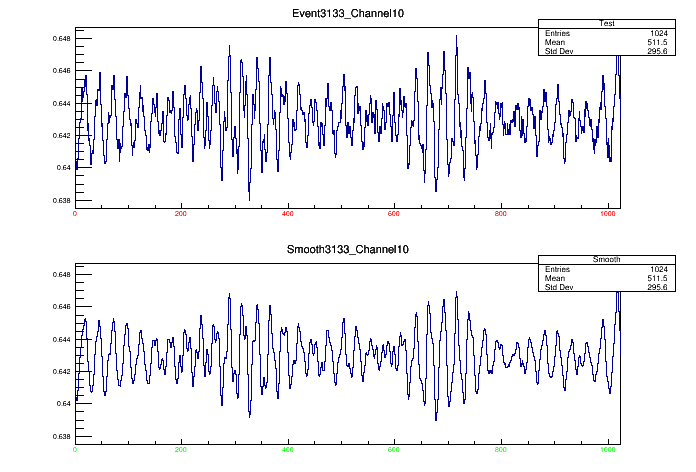 Event3133_Channel10
Test
Entries 1024
Mean 511.5
Std Dev 295.6
0.648
0.646
0.644
0.642
0.64
0.638
0 200 400 600 800 1000
Smooth3133_Channel10
Smooth
Entries 1024
Mean 511.5
Std Dev 295.6
0.648
0.646
0.644
0.642
0.64
0.638
0 200 400 600 800 1000